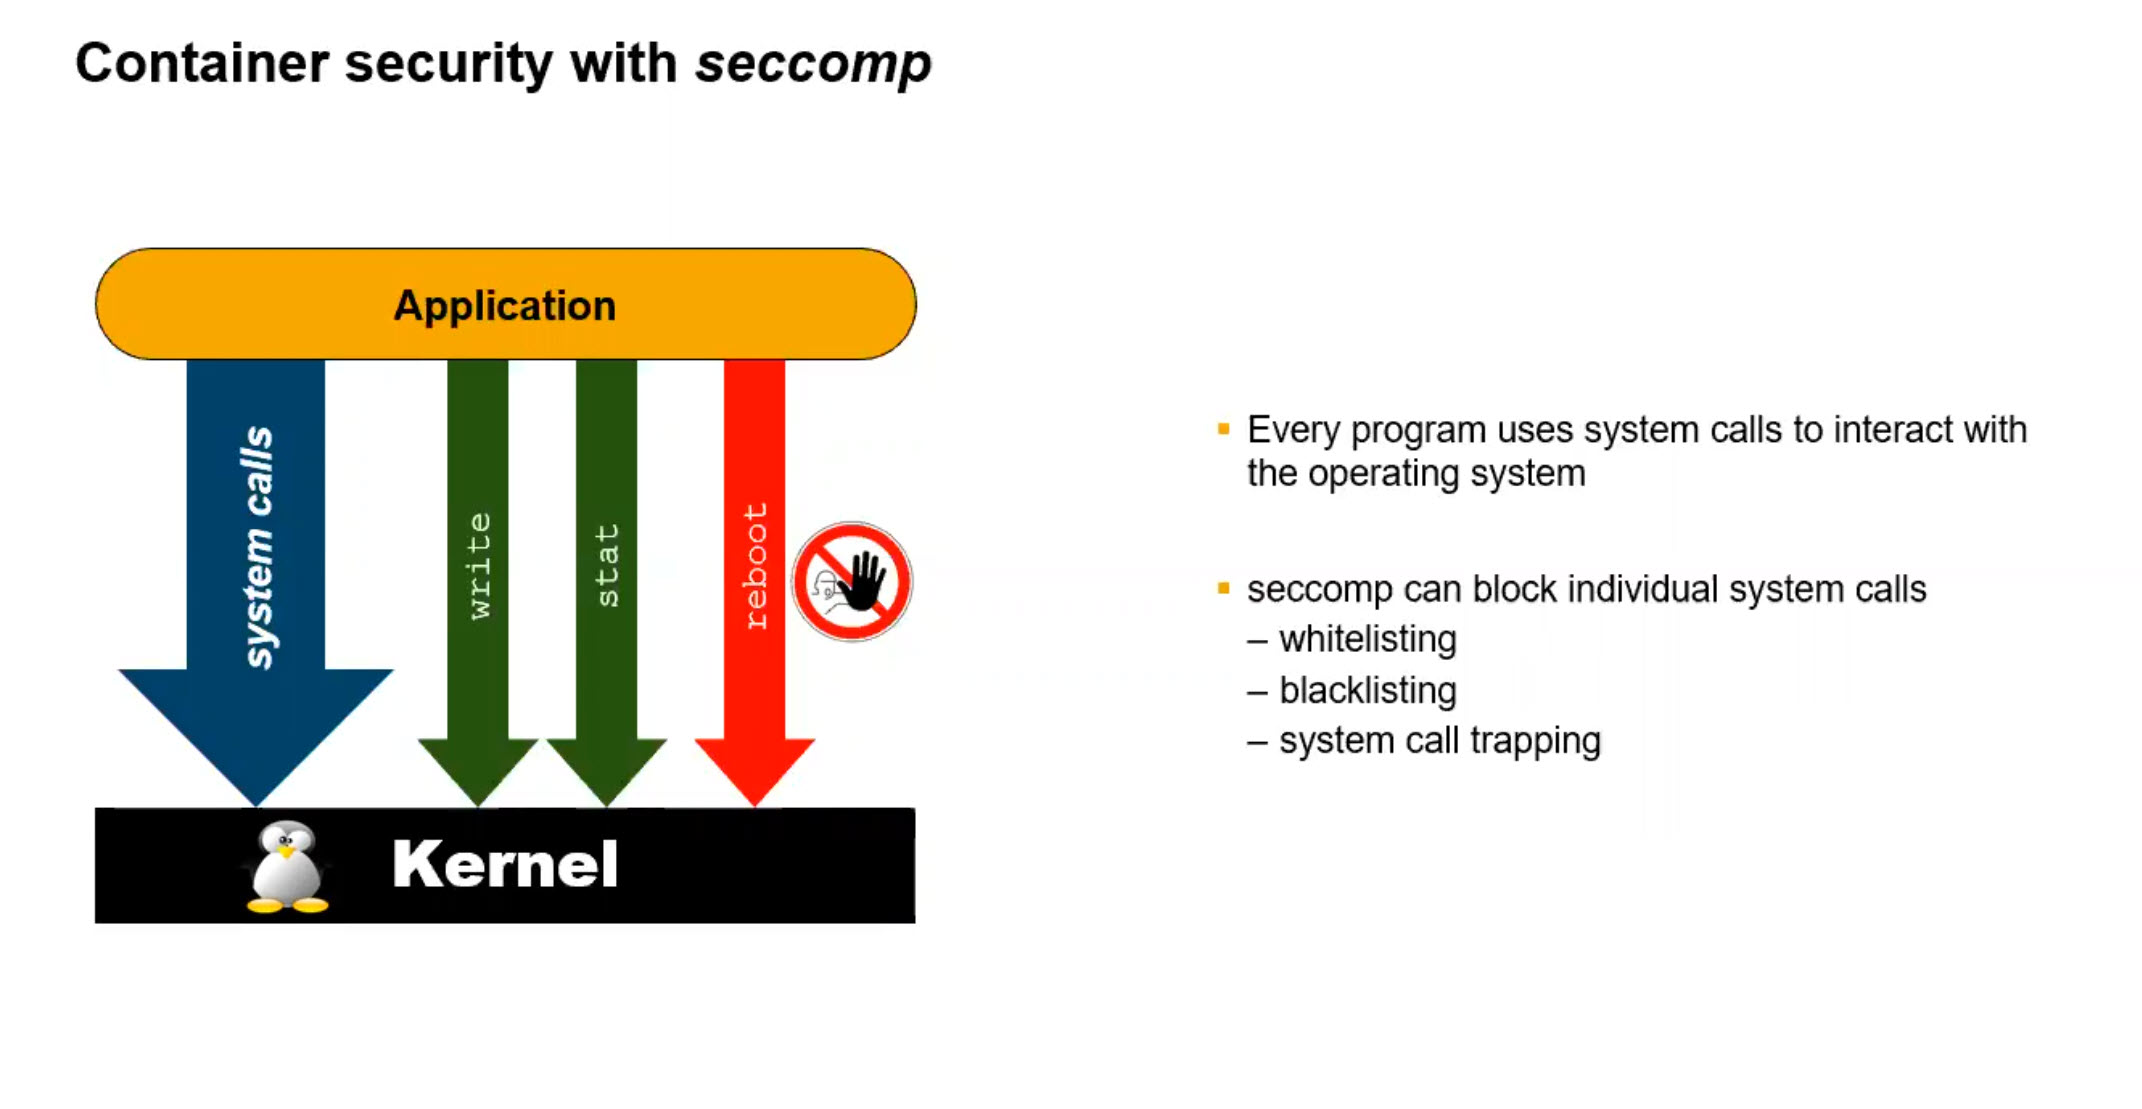 Container security with seccomp
Application
system calls
write
stat
reboot
Kernel
▪ Every program uses system calls to interact with
the operating system
▪ seccomp can block individual system calls
– whitelisting
– blacklisting
– system call trapping